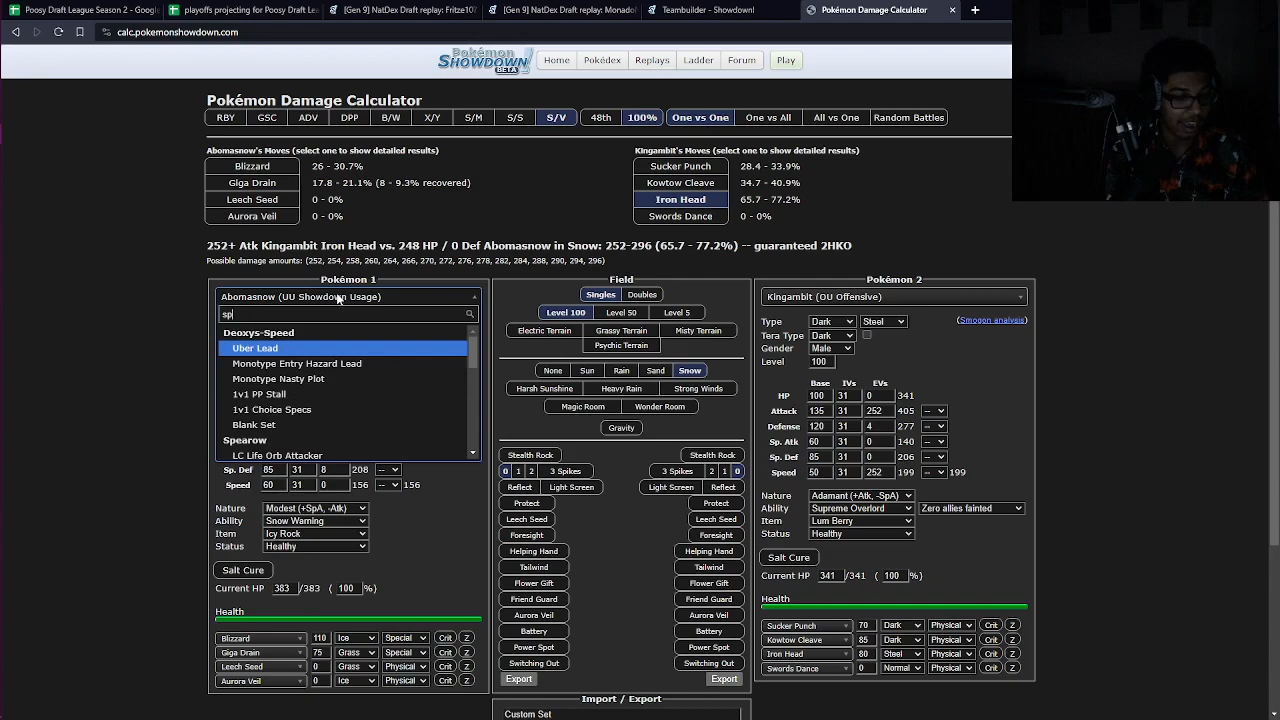 Poosy Draft League Season 2 - Google
playoffs projecting for Poosy Draft Le
[Gen 9] NatDex Draft replay: Fritze107
[Gen 9] NatDex Draft replay: Monado
Teambuilder - Showdown!
Pokémon Damage Calculator
calc.pokemonshowdown.com
Pokémon SHOWDOWN! BETA
Home Pokédex Replays Ladder Forum Play
Pokémon Damage Calculator
RBY GSC ADV DPP B/W X/Y S/M S/S S/V 48th 100% One vs One One vs All All vs One Random Battles
Abomasnow's Moves (select one to show detailed results)
Blizzard 26 - 30.7%
Giga Drain 17.8 - 21.1% (8 - 9.3% recovered)
Leech Seed 0 - 0%
Aurora Veil 0 - 0%
Kingambit's Moves (select one to show detailed results)
Sucker Punch 28.4 - 33.9%
Kowtow Cleave 34.7 - 40.9%
Iron Head 65.7 - 77.2%
Swords Dance 0 - 0%
252+ Atk Kingambit Iron Head vs. 248 HP / 0 Def Abomasnow in Snow: 252-296 (65.7 - 77.2%) -- guaranteed 2HKO
Possible damage amounts: (252, 254, 258, 260, 264, 266, 270, 272, 276, 278, 282, 284, 288, 290, 294, 296)
Pokémon 1
Abomasnow (UU Showdown Usage)
sp
Deoxys-Speed
Uber Lead
Monotype Entry Hazard Lead
Monotype Nasty Plot
1v1 PP Stall
1v1 Choice Specs
Blank Set
Spearow
LC Life Orb Attacker
Sp. Def 85 31 8 208 --
Speed 60 31 0 156 -- 156
Nature Modest (+SpA, -Atk)
Ability Snow Warning
Item Icy Rock
Status Healthy
Salt Cure
Current HP 383 /383 ( 100 %)
Health
Blizzard 110 Ice Special Crit Z
Giga Drain 75 Grass Special Crit Z
Leech Seed 0 Grass Physical Crit Z
Aurora Veil 0 Ice Physical Crit Z
Field
Singles Doubles
Level 100 Level 50 Level 5
Electric Terrain Grassy Terrain Misty Terrain
Psychic Terrain
None Sun Rain Sand Snow
Harsh Sunshine Heavy Rain Strong Winds
Magic Room Wonder Room
Gravity
Stealth Rock Stealth Rock
0 1 2 3 Spikes 3 Spikes 2 1 0
Reflect Light Screen Light Screen Reflect
Protect Protect
Leech Seed Leech Seed
Foresight Foresight
Helping Hand Helping Hand
Tailwind Tailwind
Flower Gift Flower Gift
Friend Guard Friend Guard
Aurora Veil Aurora Veil
Battery Battery
Power Spot Power Spot
Switching Out Switching Out
Export Export
Import / Export
Custom Set
Pokémon 2
Kingambit (OU Offensive)
Type Dark Steel (Smogon analysis)
Tera Type Dark
Gender Male
Level 100
Base IVs EVs
HP 100 31 0 341
Attack 135 31 252 405 --
Defense 120 31 4 277 --
Sp. Atk 60 31 0 140 --
Sp. Def 85 31 0 206 --
Speed 50 31 252 199 -- 199
Nature Adamant (+Atk, -SpA)
Ability Supreme Overlord Zero allies fainted
Item Lum Berry
Status Healthy
Salt Cure
Current HP 341 /341 ( 100 %)
Health
Sucker Punch 70 Dark Physical Crit Z
Kowtow Cleave 85 Dark Physical Crit Z
Iron Head 80 Steel Physical Crit Z
Swords Dance 0 Normal Physical Crit Z